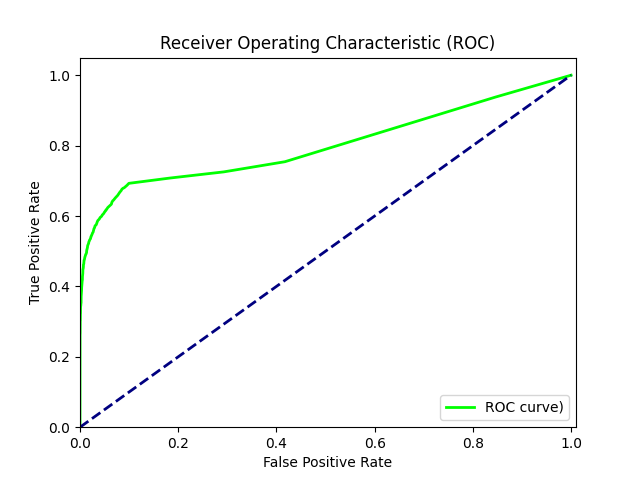 Receiver Operating Characteristic (ROC)
1.0
0.8
0.6
0.4
0.2
0.0
True Positive Rate
ROC curve)
0.0 0.2 0.4 0.6 0.8 1.0
False Positive Rate